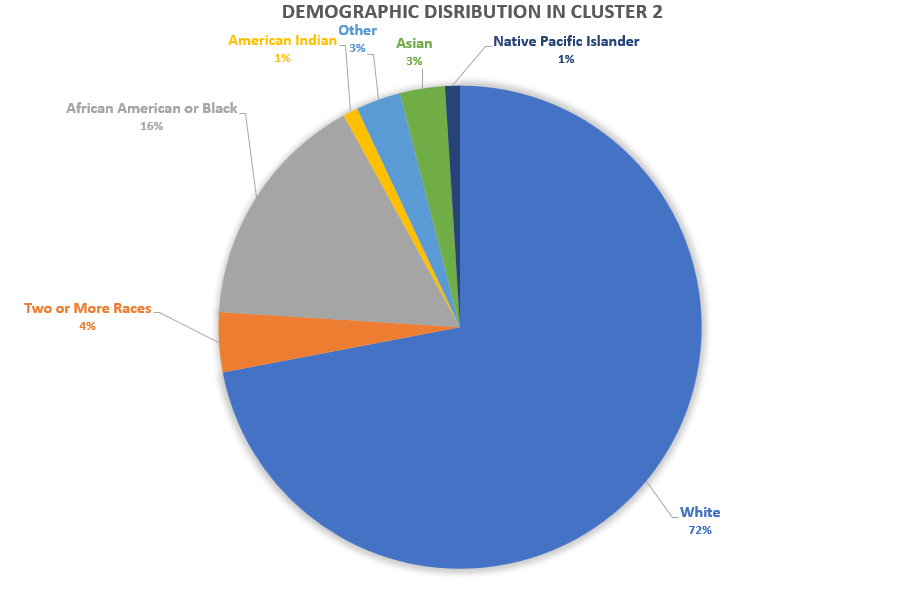 DEMOGRAPHIC DISRIBUTION IN CLUSTER 2
Other
3%
American Indian
1%
Asian
3%
Native Pacific Islander
1%
African American or Black
16%
Two or More Races
4%
White
72%